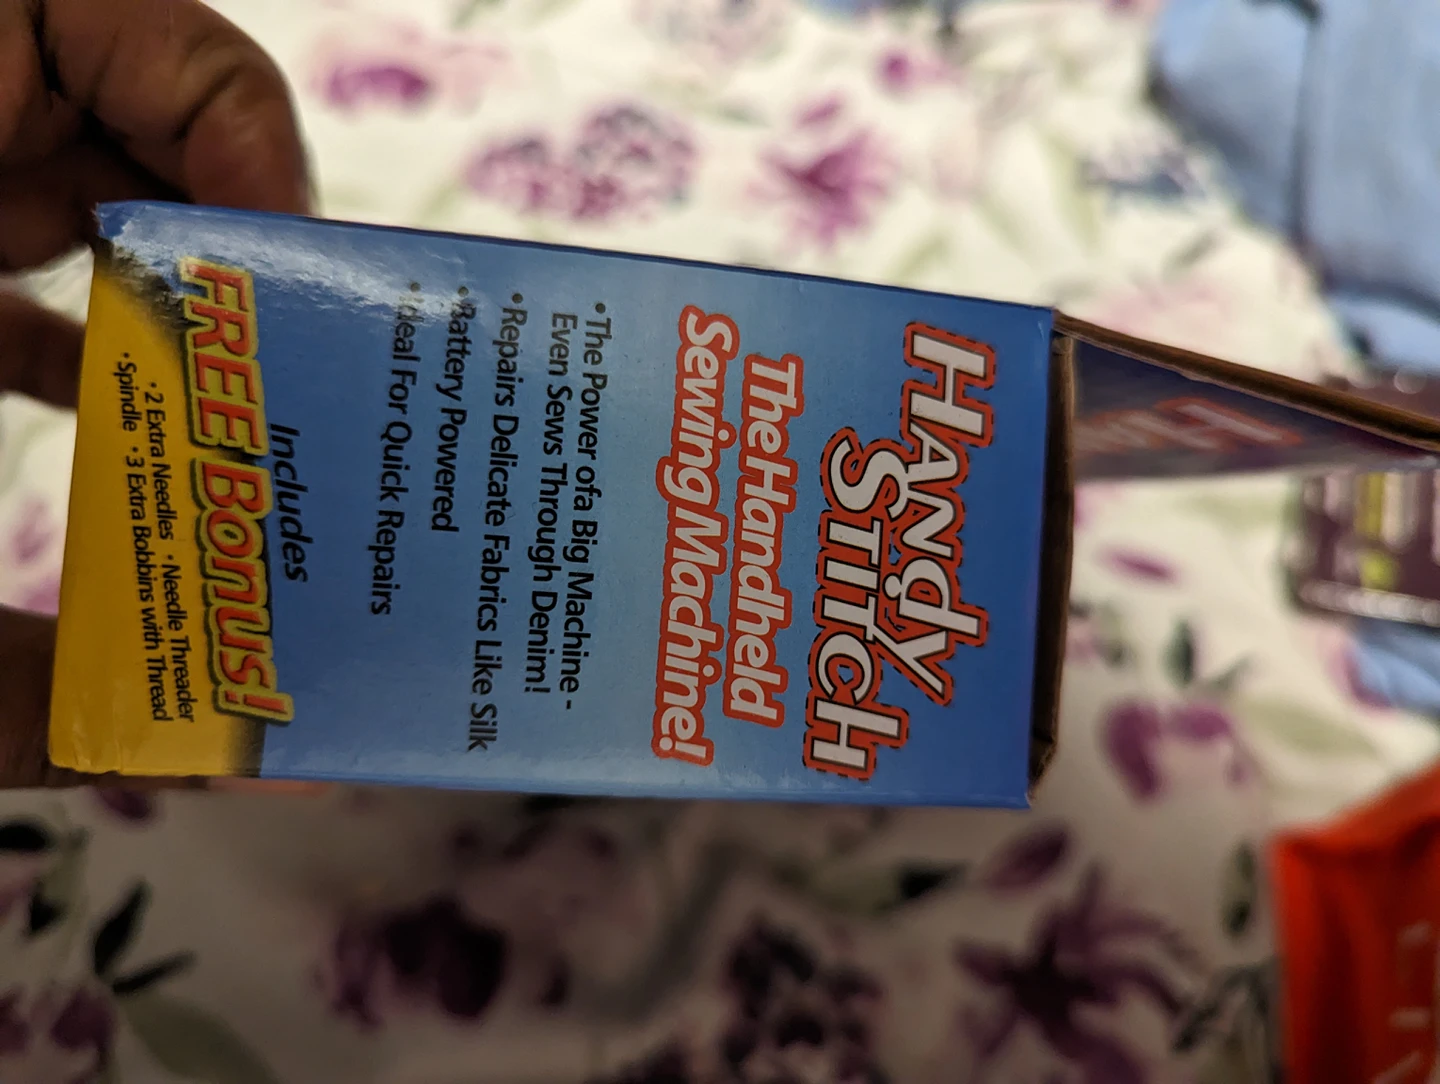 HANdy
STITcH
The Handheld
Sewing Machine!
•The Power ofa Big Machine -
Even Sews Through Denim!
•Repairs Delicate Fabrics Like Silk
•Battery Powered
•Ideal For Quick Repairs
Includes
FREE Bonus!
•2 Extra Needles •Needle Threader
•Spindle •3 Extra Bobbins with Thread